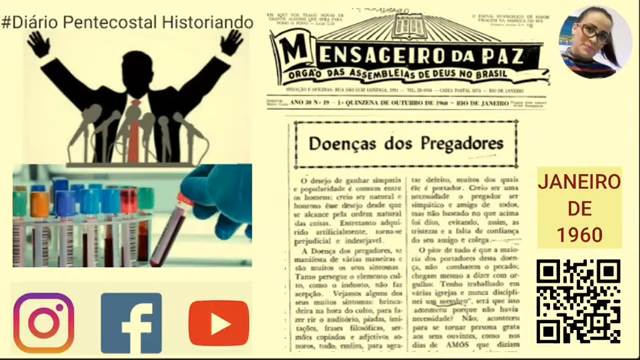 #Diário Pentecostal Historiando
MENSAGEIRO DA PAZ
ORGÃO DAS ASSEMBLEIAS DE DEUS NO BRASIL
ANO 30 N.º 19 - 1.ª QUINZENA DE OUTUBRO DE 1960 - RIO DE JANEIRO
Doenças dos Pregadores
O desejo de ganhar simpatia
e popularidade é comum entre
os homens; creio ser natural e
honroso êsse desejo desde que
se alcance pela ordem natural
das coisas. Entretanto adqui-
rido artificialmente, torna-se
prejudicial e indesejável.
A Doença dos pregadores, se
manifesta de várias maneiras e
são muitos os seus sintomas.
Tanto persegue o elemento cul-
to, como o indouto, não faz
acepção. Vejamos alguns dos
seus muitos sintomas: brinca-
deira na hora do culto, para fa-
zer rir o auditório, piadas, imi-
tações, frases filosóficas, ser-
mões copiados e adjetivos so-
noros, tudo, enfim, para agra-
tar defeito, muitos dos quais
êle é portador. Creio ser uma
necessidade o pregador ser
simpático e amigo de todos,
mas não baseado no que acima
foi dito, evitando, assim, as
tristezas e a falta de confiança
do seu amigo e colega.
O pior de tudo é que a maio-
ria dos portadores dessa doen-
ça, não combatem o pecado;
chegam mesmo a dizer com or-
gulho: Tenho trabalhado em
várias igrejas e nunca discipli-
nei um membro", será que isso
aconteceu porque não havia
necessidade? Não; aconteceu
para se tornar persona grata
aos seus ouvintes, como nos
dias de AMÓS que diziam
JANEIRO
DE
1960